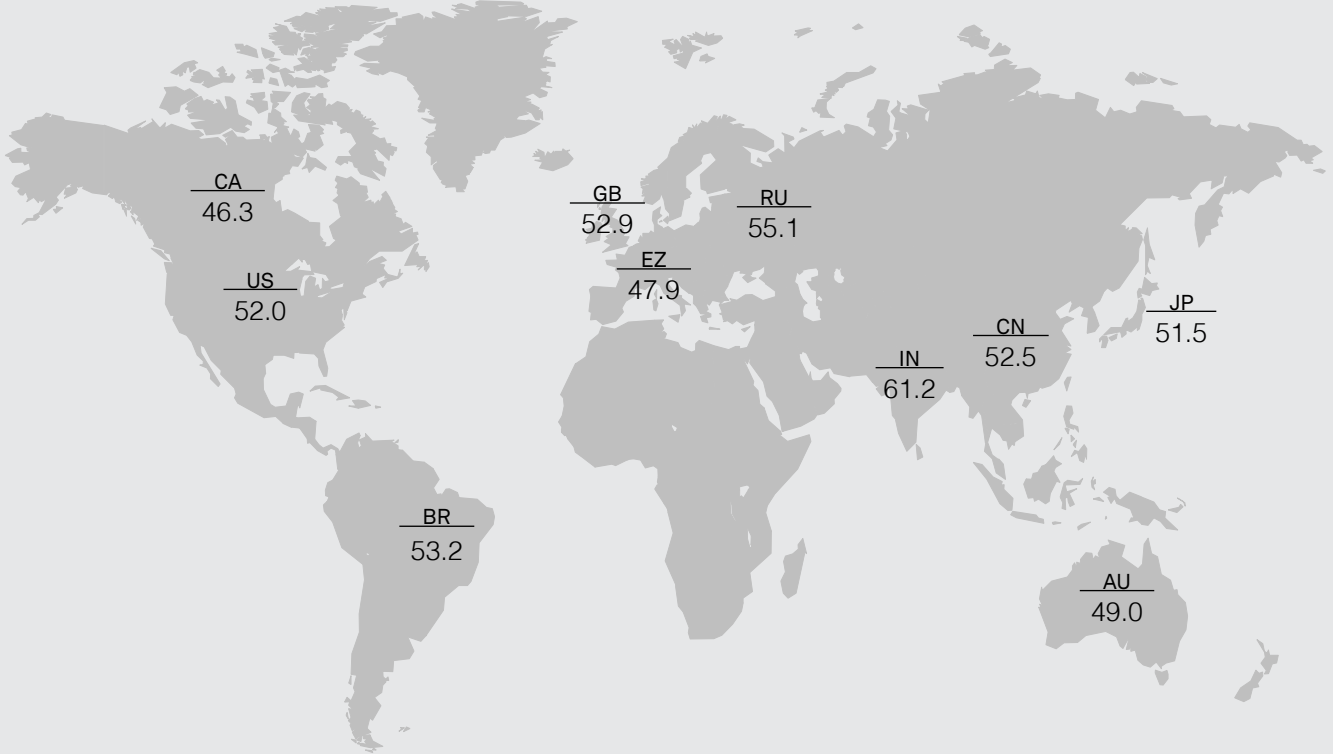 CA
46.3
GB
52.9
RU
55.1
EZ
47.9
US
52.0
JP
51.5
CN
52.5
IN
61.2
BR
53.2
AU
49.0